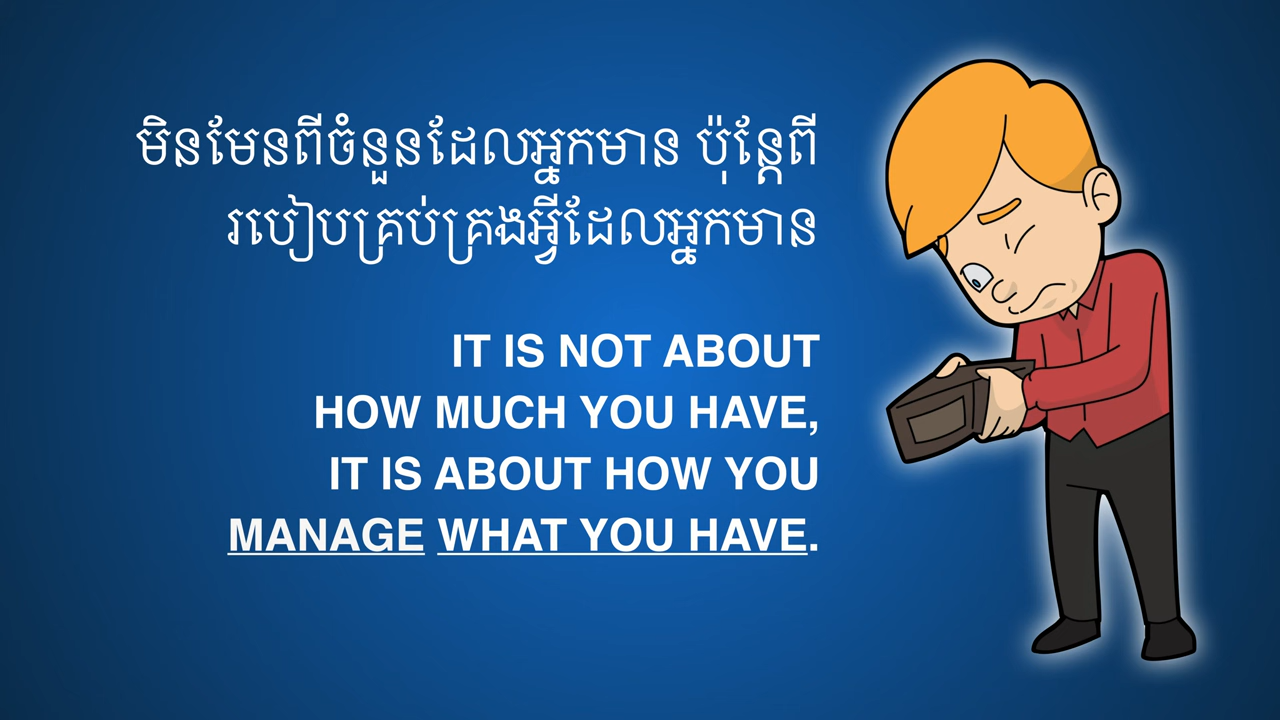 មិនមែនពីចំនួនដែលអ្នកមាន ប៉ុន្តែពី
របៀបគ្រប់គ្រងអ្វីដែលអ្នកមាន
IT IS NOT ABOUT
HOW MUCH YOU HAVE,
IT IS ABOUT HOW YOU
MANAGE WHAT YOU HAVE.